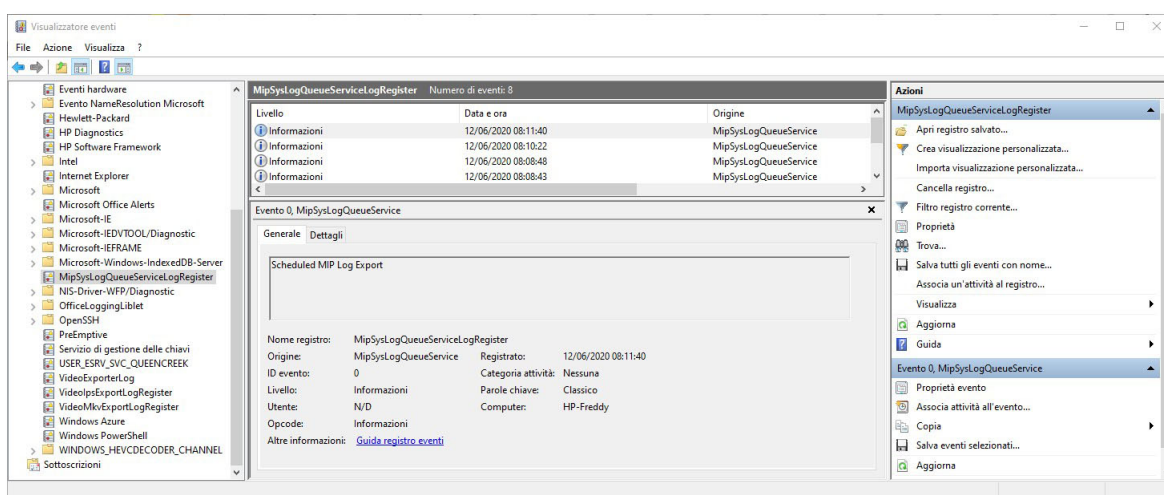 Visualizzatore eventi
File Azione Visualizza ?
Eventi hardware
Evento NameResolution Microsoft
Hewlett-Packard
HP Diagnostics
HP Software Framework
Intel
Internet Explorer
Microsoft
Microsoft Office Alerts
Microsoft-IE
Microsoft-IEDVTOOL/Diagnostic
Microsoft-IEFRAME
Microsoft-Windows-IndexedDB-Server
MipSysLogQueueServiceLogRegister
NIS-Driver-WFP/Diagnostic
OfficeLoggingLiblet
OpenSSH
PreEmptive
Servizio di gestione delle chiavi
USER_ESRV_SVC_QUEENCREEK
VideoExporterLog
VideoIpsExportLogRegister
VideoMkvExportLogRegister
Windows Azure
Windows PowerShell
WINDOWS_HEVCDECODER_CHANNEL
Sottoscrizioni
MipSysLogQueueServiceLogRegister Numero di eventi: 8
Livello Data e ora Origine
Informazioni 12/06/2020 08:11:40 MipSysLogQueueService
Informazioni 12/06/2020 08:10:22 MipSysLogQueueService
Informazioni 12/06/2020 08:08:48 MipSysLogQueueService
Informazioni 12/06/2020 08:08:43 MipSysLogQueueService
Evento 0, MipSysLogQueueService
Generale Dettagli
Scheduled MIP Log Export
Nome registro: MipSysLogQueueServiceLogRegister
Origine: MipSysLogQueueService Registrato: 12/06/2020 08:11:40
ID evento: 0 Categoria attività: Nessuna
Livello: Informazioni Parole chiave: Classico
Utente: N/D Computer: HP-Freddy
Opcode: Informazioni
Altre informazioni: Guida registro eventi
Azioni
MipSysLogQueueServiceLogRegister
Apri registro salvato...
Crea visualizzazione personalizzata...
Importa visualizzazione personalizzata...
Cancella registro...
Filtro registro corrente...
Proprietà
Trova...
Salva tutti gli eventi con nome...
Associa un'attività al registro...
Visualizza
Aggiorna
Guida
Evento 0, MipSysLogQueueService
Proprietà evento
Associa attività all'evento...
Copia
Salva eventi selezionati...
Aggiorna